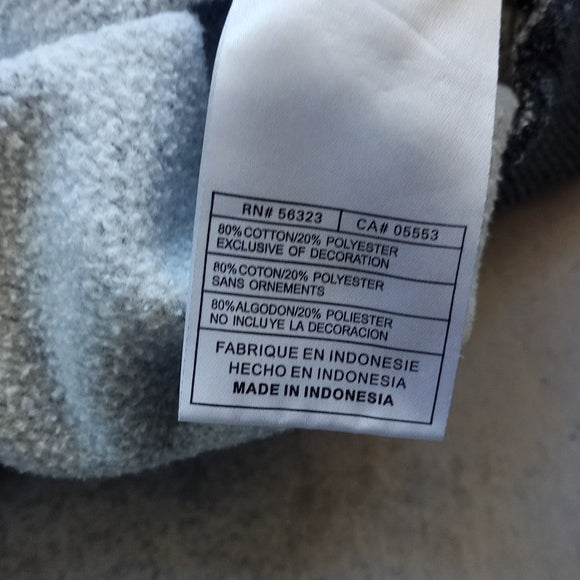 RN# 56323 CA# 05553
80% COTTON/20% POLYESTER
EXCLUSIVE OF DECORATION
80% COTON/20% POLYESTER
SANS ORNEMENTS
80% ALGODON/20% POLIESTER
NO INCLUYE LA DECORACION
FABRIQUE EN INDONESIE
HECHO EN INDONESIA
MADE IN INDONESIA